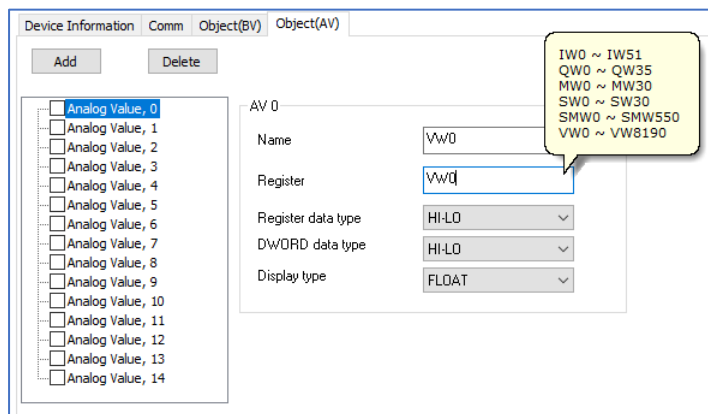 Device Information Comm Object(BV) Object(AV)
Add Delete
IW0 ~ IW51
QW0 ~ QW35
MW0 ~ MW30
SW0 ~ SW30
SMW0 ~ SMW550
VW0 ~ VW8190
Analog Value, 0
Analog Value, 1
Analog Value, 2
Analog Value, 3
Analog Value, 4
Analog Value, 5
Analog Value, 6
Analog Value, 7
Analog Value, 8
Analog Value, 9
Analog Value, 10
Analog Value, 11
Analog Value, 12
Analog Value, 13
Analog Value, 14
AV 0
Name VW0
Register VW0
Register data type HI-LO
DWORD data type HI-LO
Display type FLOAT